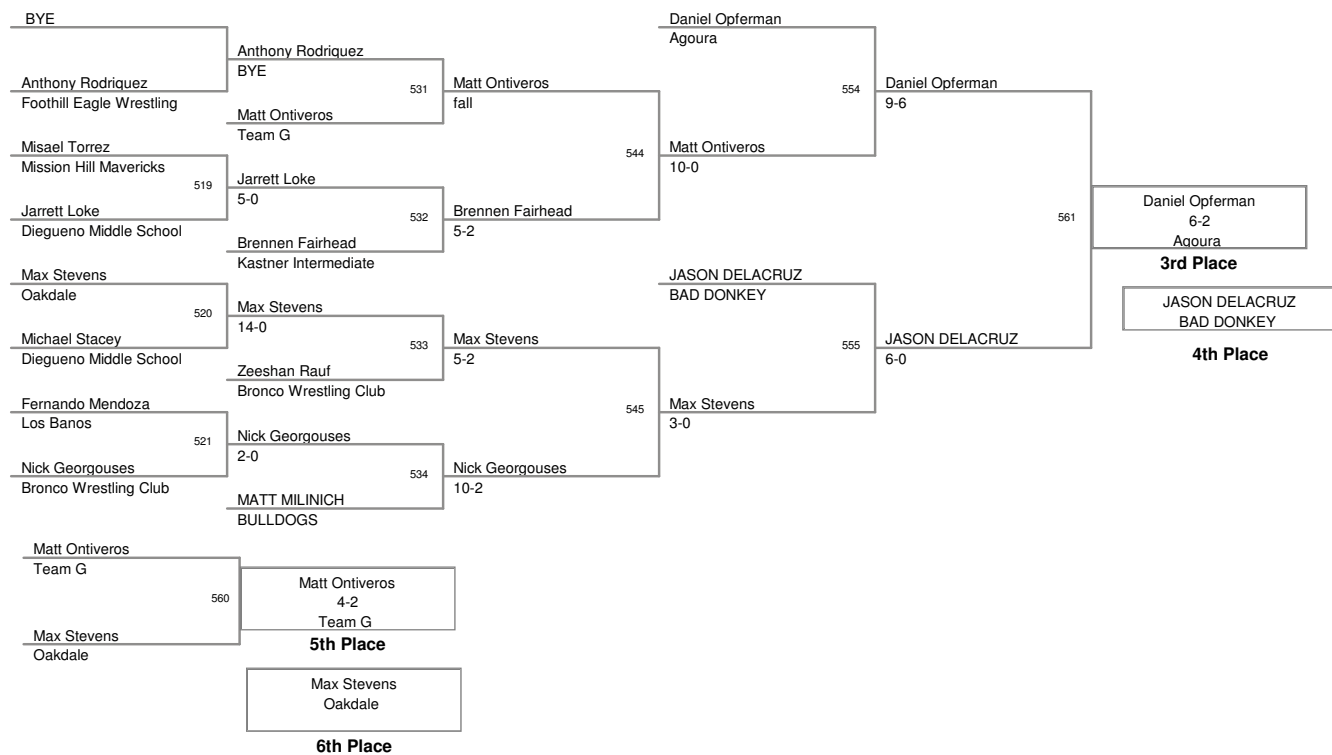 BYE
Anthony Rodriquez
Foothill Eagle Wrestling
Misael Torrez
Mission Hill Mavericks
519
Jarrett Loke
Diegueno Middle School
Max Stevens
Oakdale
520
Michael Stacey
Diegueno Middle School
Fernando Mendoza
Los Banos
521
Nick Georgouses
Bronco Wrestling Club
Anthony Rodriquez
BYE
531
Matt Ontiveros
Team G
Jarrett Loke
5-0
532
Brennen Fairhead
Kastner Intermediate
Max Stevens
14-0
533
Zeeshan Rauf
Bronco Wrestling Club
Nick Georgouses
2-0
534
MATT MILINICH
BULLDOGS
Matt Ontiveros
fall
544
Brennen Fairhead
5-2
Max Stevens
5-2
545
Nick Georgouses
10-2
Daniel Opferman
Agoura
554
Matt Ontiveros
10-0
JASON DELACRUZ
BAD DONKEY
555
Max Stevens
3-0
Daniel Opferman
9-6
561
JASON DELACRUZ
6-0
Daniel Opferman
6-2
Agoura
3rd Place
JASON DELACRUZ
BAD DONKEY
4th Place
Matt Ontiveros
Team G
560
Max Stevens
Oakdale
Matt Ontiveros
4-2
Team G
5th Place
Max Stevens
Oakdale
6th Place